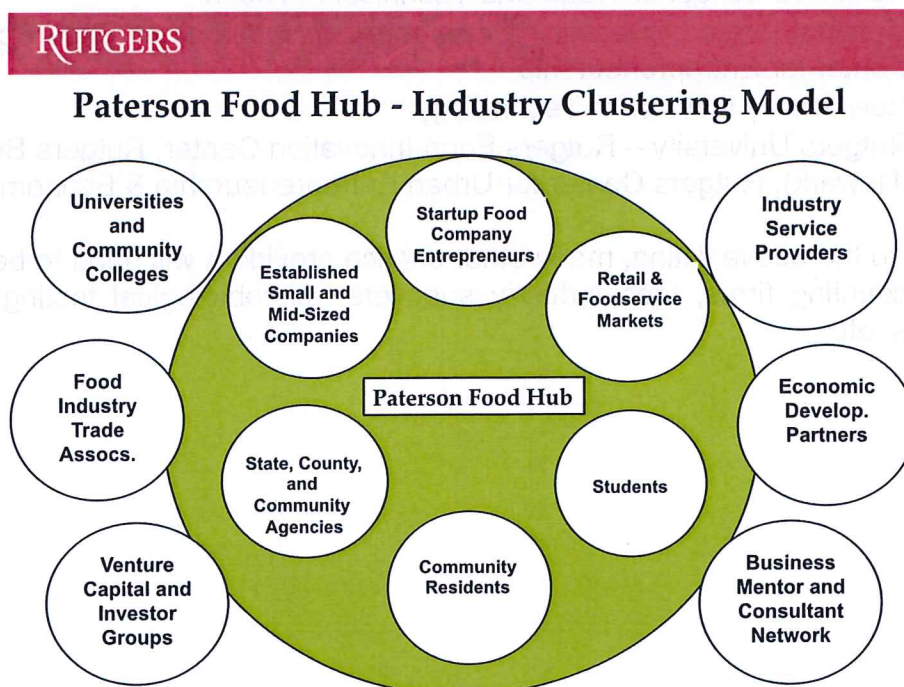 RUTGERS
Paterson Food Hub - Industry Clustering Model
Universities
and
Community
Colleges
Startup Food
Company
Entrepreneurs
Industry
Service
Providers
Established
Small and
Mid-Sized
Companies
Retail &
Foodservice
Markets
Food
Industry
Trade
Assocs.
Paterson Food Hub
Economic
Develop.
Partners
State, County,
and
Community
Agencies
Students
Venture
Capital and
Investor
Groups
Community
Residents
Business
Mentor and
Consultant
Network